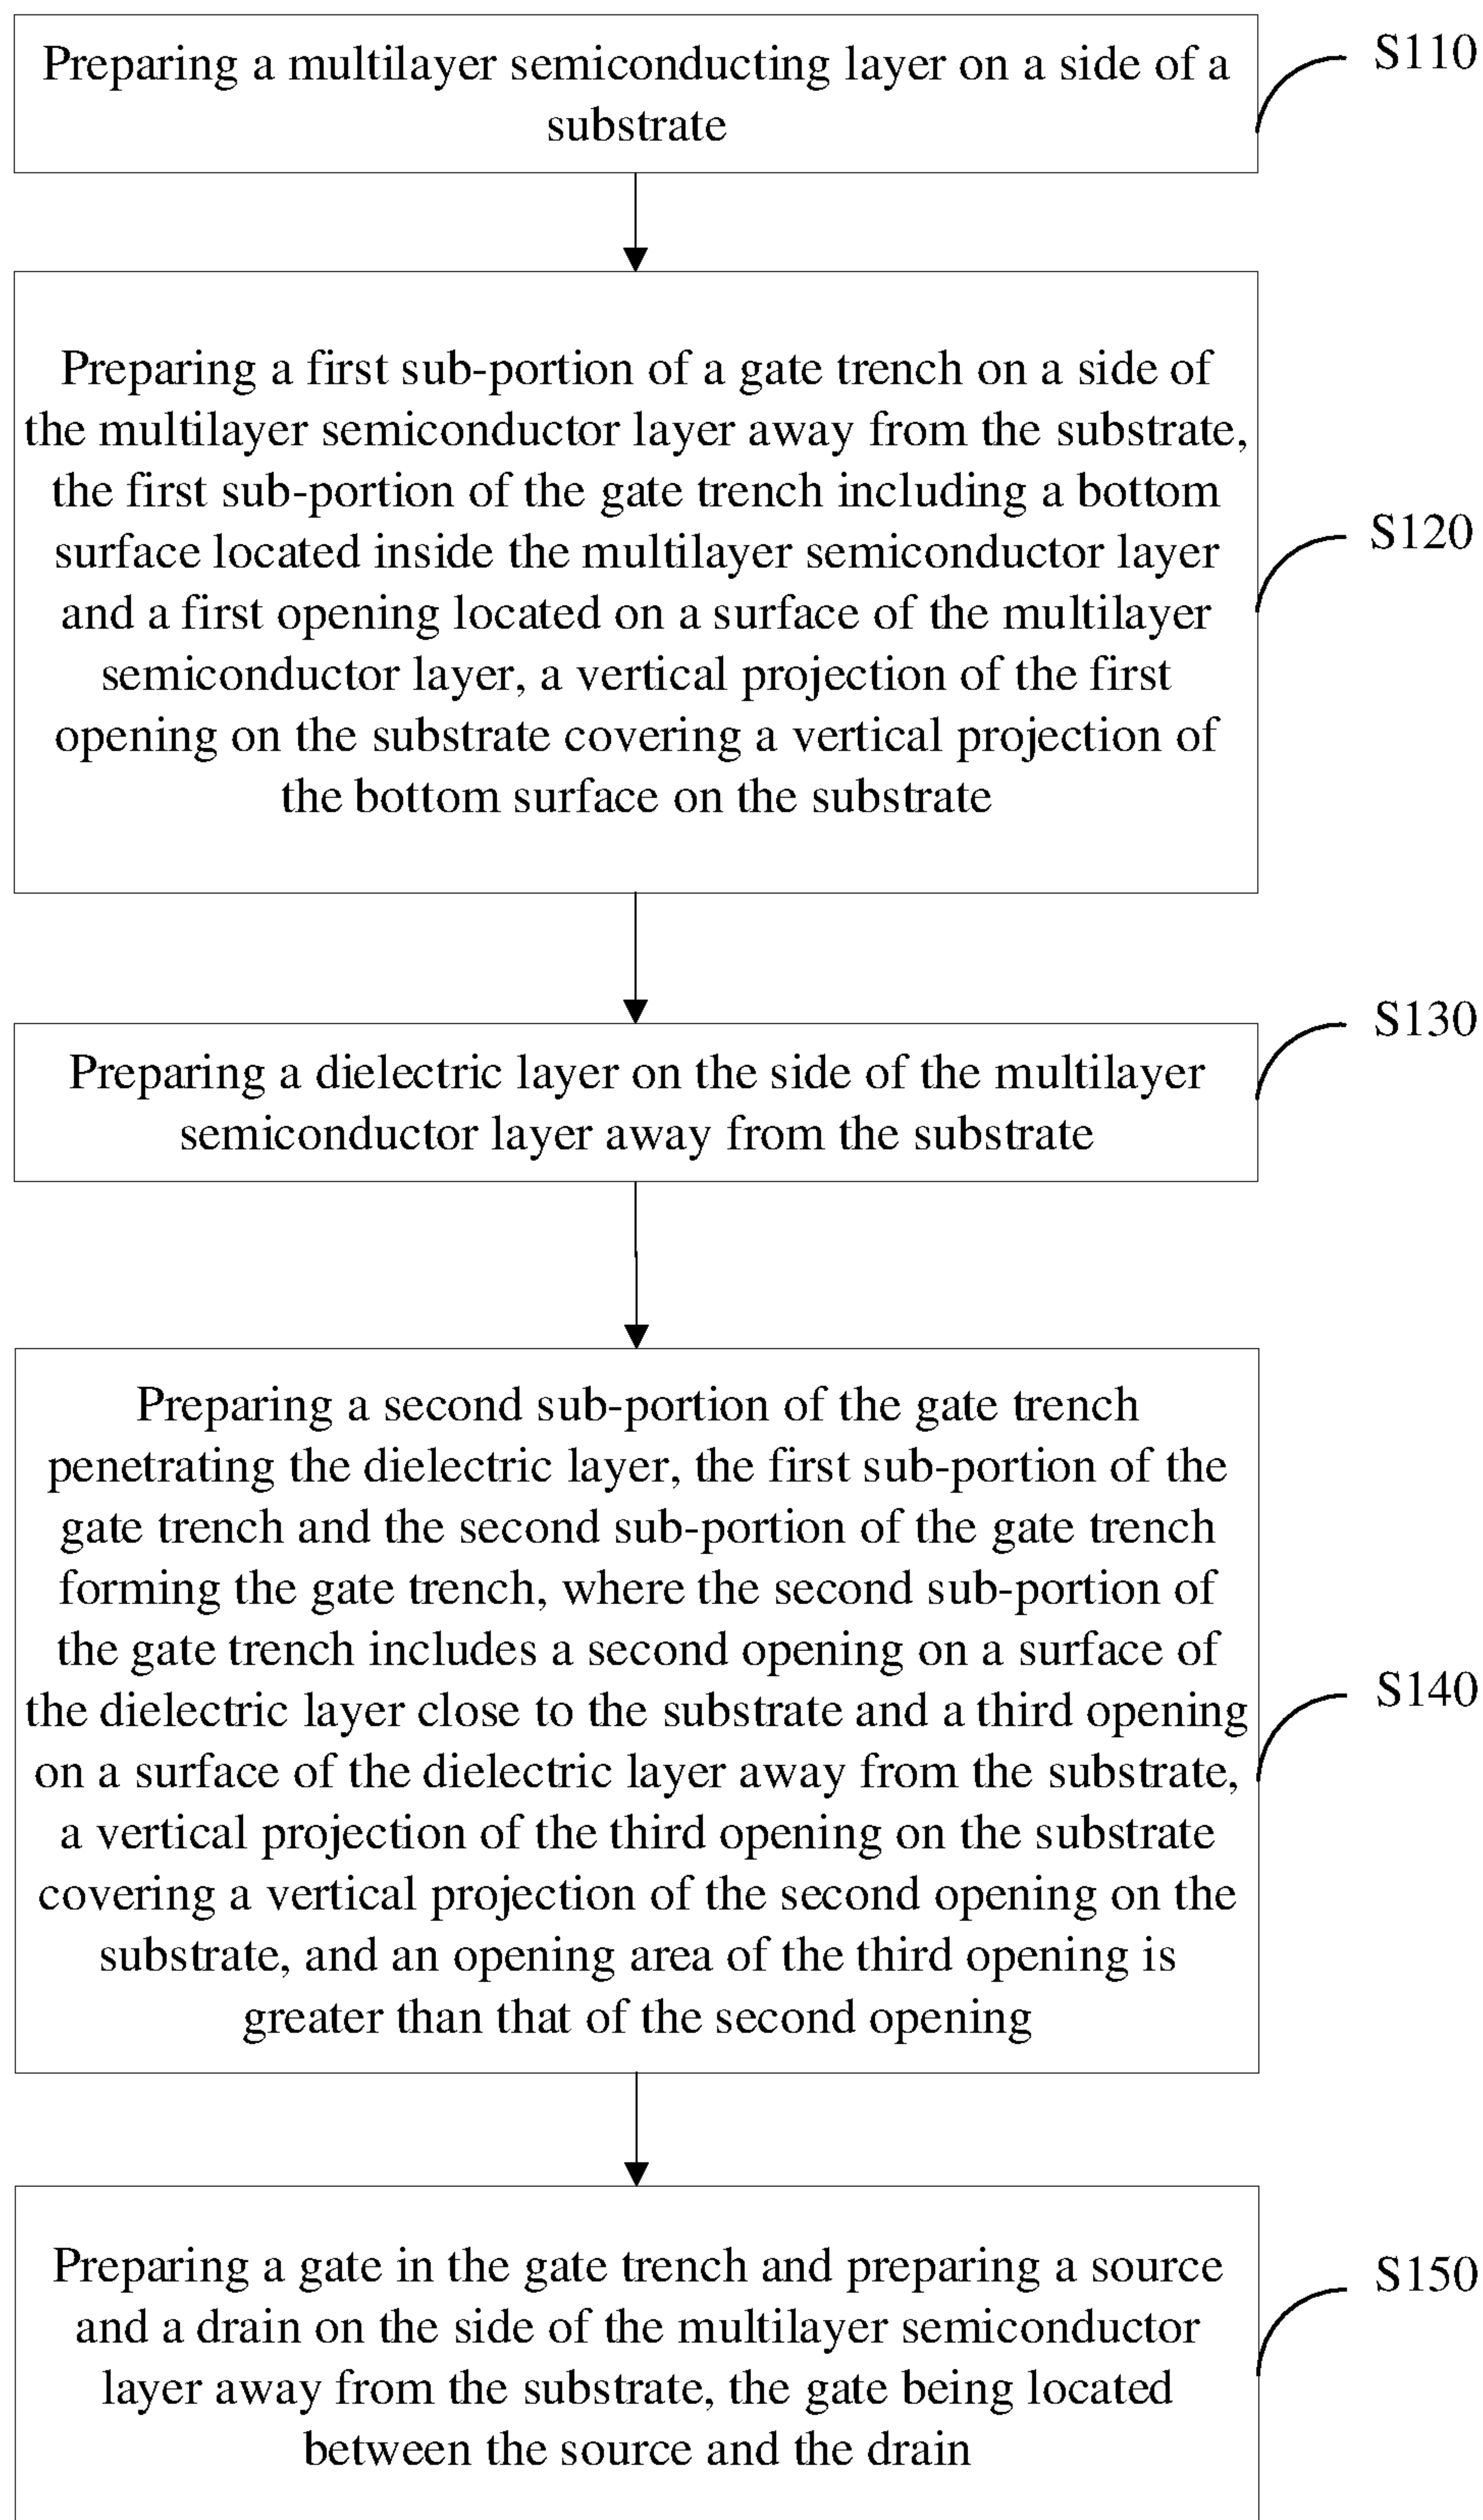 Preparing a multilayer semiconducting layer on a side of a
substrate
S110
Preparing a first sub-portion of a gate trench on a side of
the multilayer semiconductor layer away from the substrate,
the first sub-portion of the gate trench including a bottom
surface located inside the multilayer semiconductor layer
and a first opening located on a surface of the multilayer
semiconductor layer, a vertical projection of the first
opening on the substrate covering a vertical projection of
the bottom surface on the substrate
S120
Preparing a dielectric layer on the side of the multilayer
semiconductor layer away from the substrate
S130
Preparing a second sub-portion of the gate trench
penetrating the dielectric layer, the first sub-portion of the
gate trench and the second sub-portion of the gate trench
forming the gate trench, where the second sub-portion of
the gate trench includes a second opening on a surface of
the dielectric layer close to the substrate and a third opening
on a surface of the dielectric layer away from the substrate,
a vertical projection of the third opening on the substrate
covering a vertical projection of the second opening on the
substrate, and an opening area of the third opening is
greater than that of the second opening
S140
Preparing a gate in the gate trench and preparing a source
and a drain on the side of the multilayer semiconductor
layer away from the substrate, the gate being located
between the source and the drain
S150